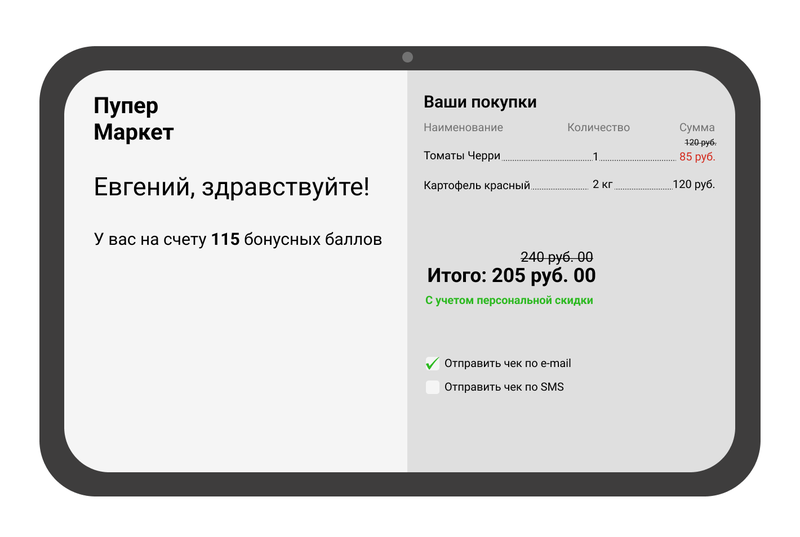 Пупер
Маркет
Евгений, здравствуйте!
У вас на счету 115 бонусных баллов
Ваши покупки
Наименование Количество Сумма
120 руб.
Томаты Черри 1 85 руб.
Картофель красный 2 кг 120 руб.
240 руб. 00
Итого: 205 руб. 00
С учетом персональной скидки
Отправить чек по e-mail
Отправить чек по SMS